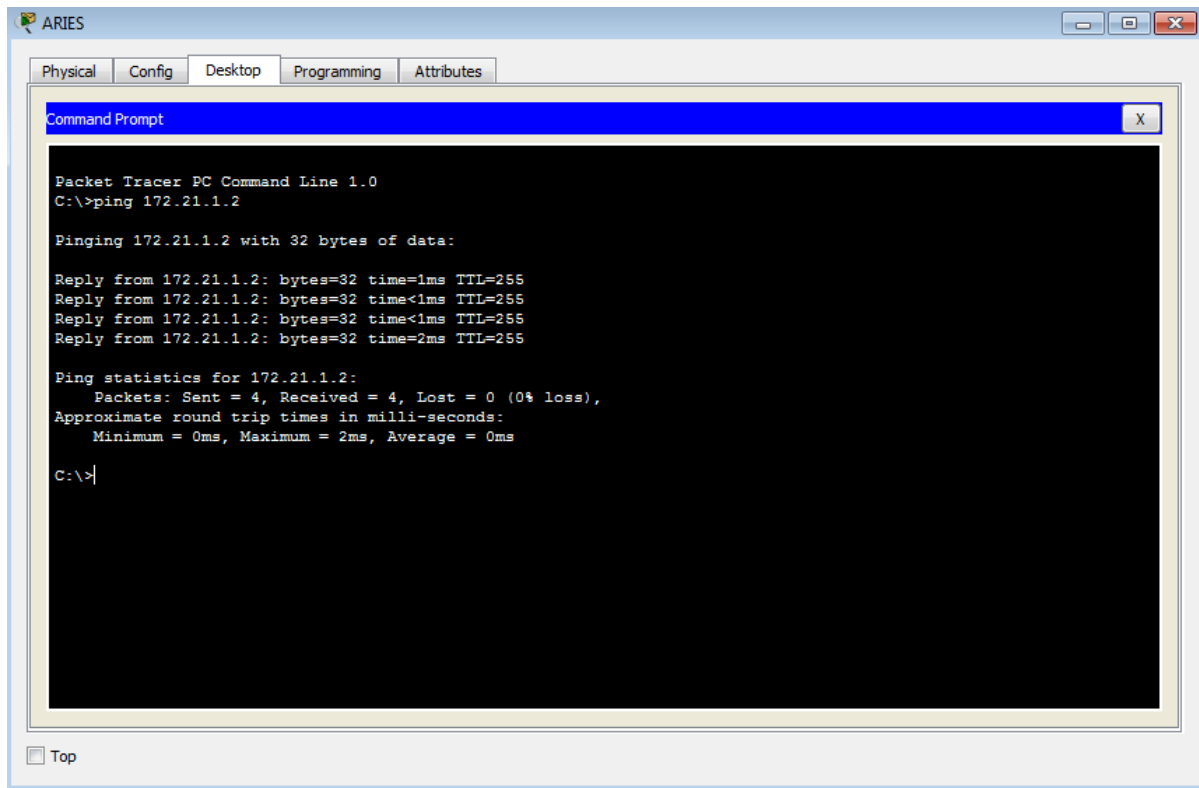 ARIES
Physical Config Desktop Programming Attributes
Command Prompt X
Packet Tracer PC Command Line 1.0
C:\>ping 172.21.1.2
Pinging 172.21.1.2 with 32 bytes of data:
Reply from 172.21.1.2: bytes=32 time=1ms TTL=255
Reply from 172.21.1.2: bytes=32 time<1ms TTL=255
Reply from 172.21.1.2: bytes=32 time<1ms TTL=255
Reply from 172.21.1.2: bytes=32 time=2ms TTL=255
Ping statistics for 172.21.1.2:
    Packets: Sent = 4, Received = 4, Lost = 0 (0% loss),
Approximate round trip times in milli-seconds:
    Minimum = 0ms, Maximum = 2ms, Average = 0ms
C:\>
Top